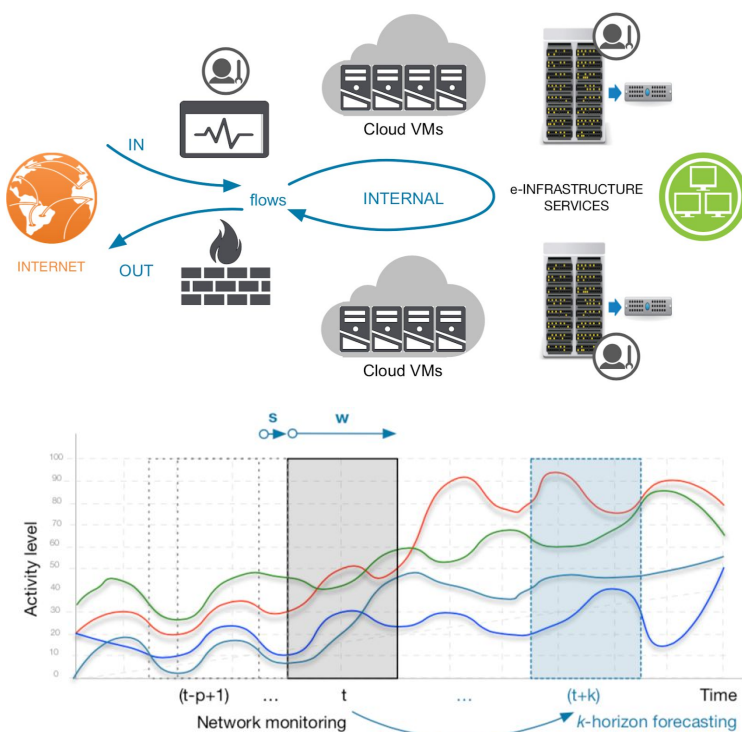 Cloud VMs
IN
flows
INTERNAL
e-INFRASTRUCTURE
SERVICES
INTERNET
OUT
Cloud VMs
s
w
100
90
80
70
60
50
40
30
20
10
0
Activity level
(t-p+1)
...
t
...
(t+k)
Time
Network monitoring
k-horizon forecasting